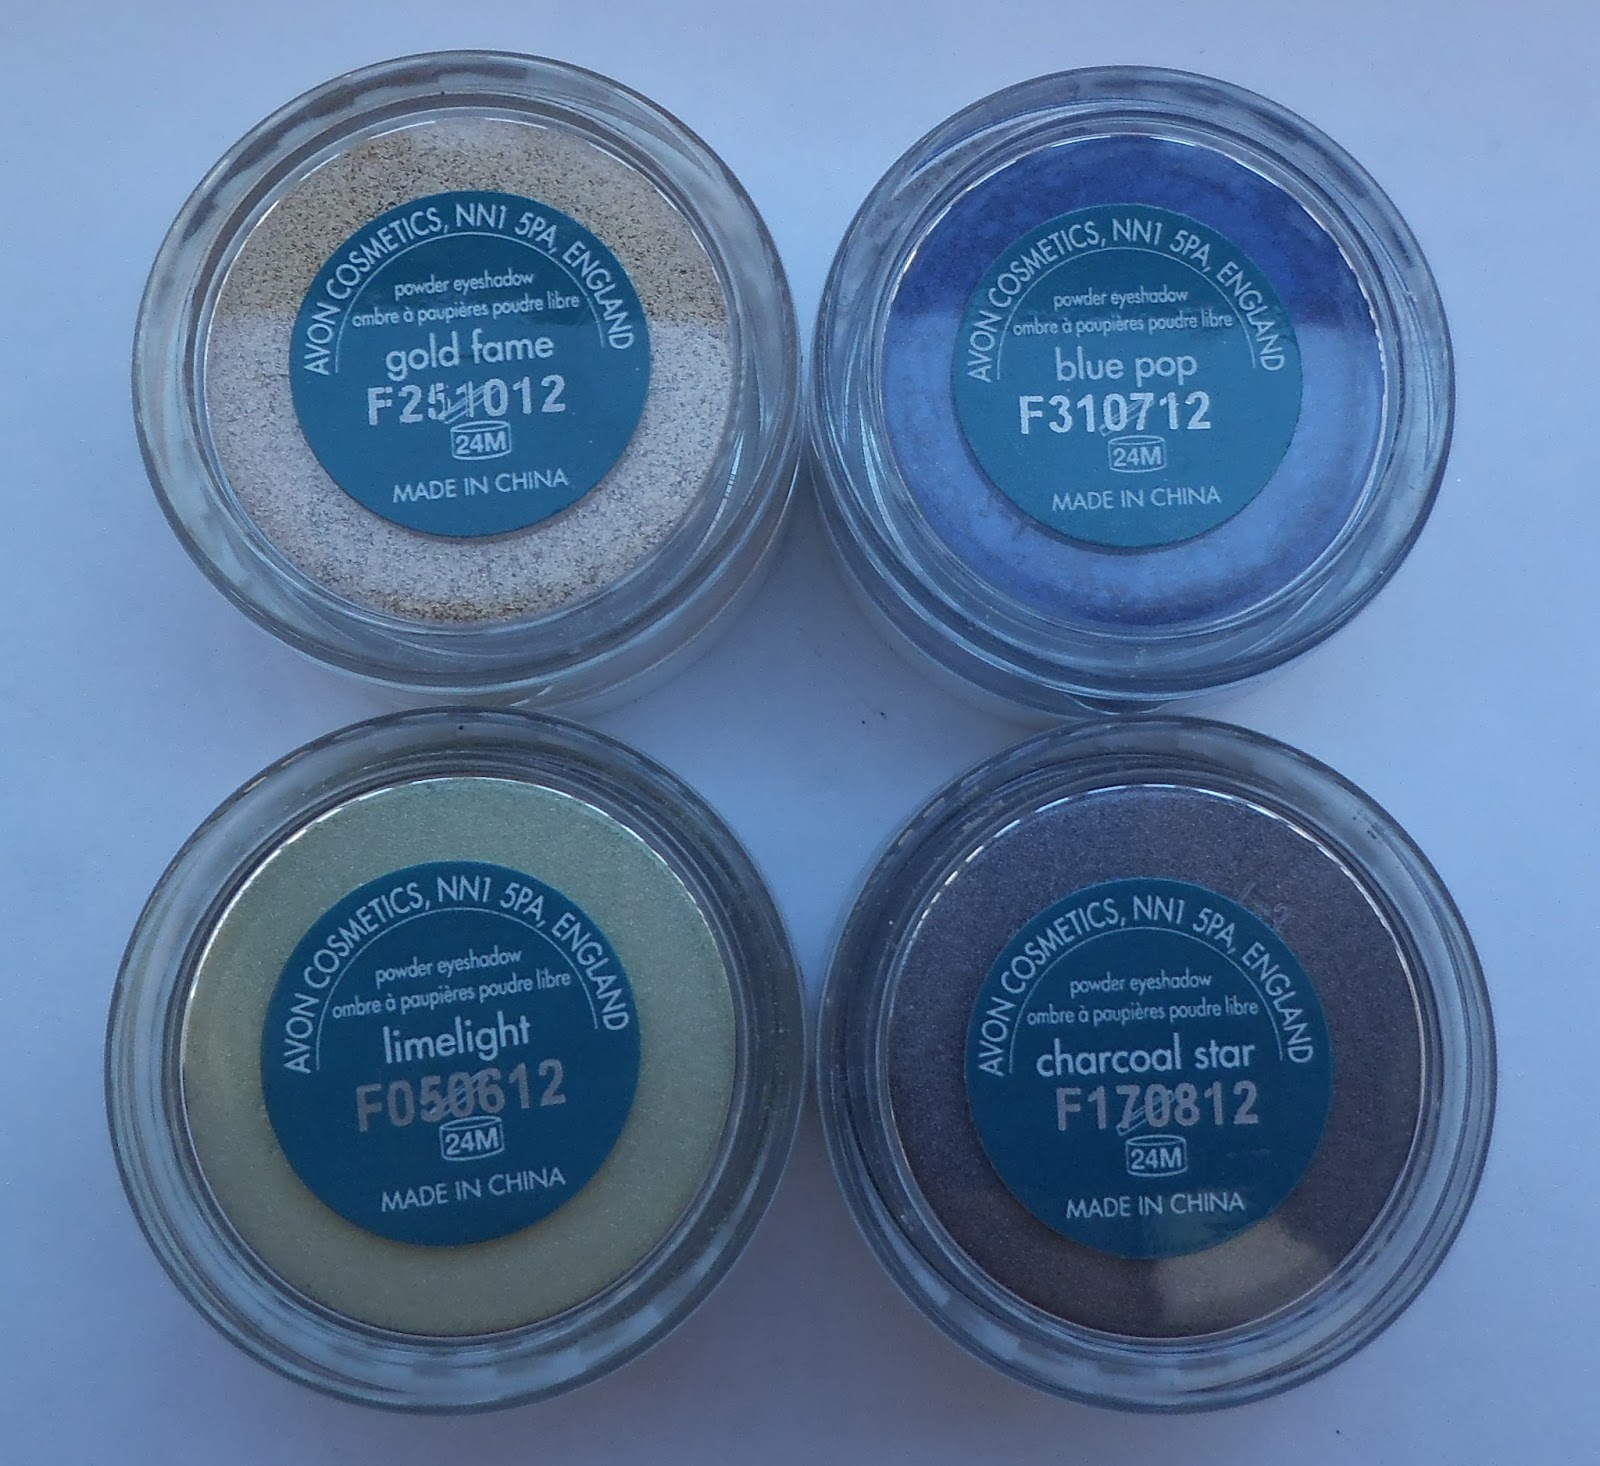 AVON COSMETICS, NN1 5PA, ENGLAND
powder eyeshadow
ombre à paupières poudre libre
gold fame
F251012
24M
MADE IN CHINA
AVON COSMETICS, NN1 5PA, ENGLAND
powder eyeshadow
ombre à paupières poudre libre
blue pop
F310712
24M
MADE IN CHINA
AVON COSMETICS, NN1 5PA, ENGLAND
powder eyeshadow
ombre à paupières poudre libre
limelight
F050612
24M
MADE IN CHINA
AVON COSMETICS, NN1 5PA, ENGLAND
powder eyeshadow
ombre à paupières poudre libre
charcoal star
F170812
24M
MADE IN CHINA